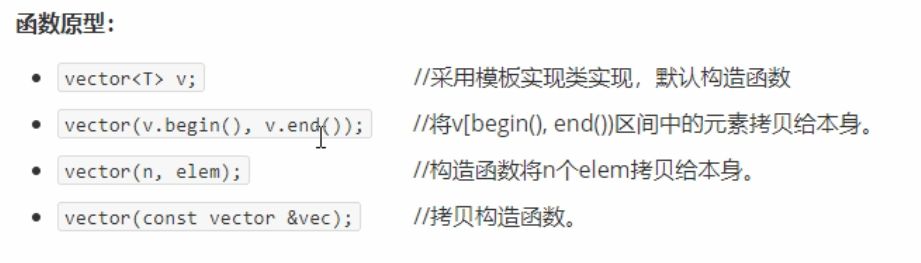 函数原型：
vector<T> v; //采用模板实现类实现，默认构造函数
vector(v.begin(), v.end()); //将v[begin(), end())区间中的元素拷贝给本身。
vector(n, elem); //构造函数将n个elem拷贝给本身。
vector(const vector &vec); //拷贝构造函数。